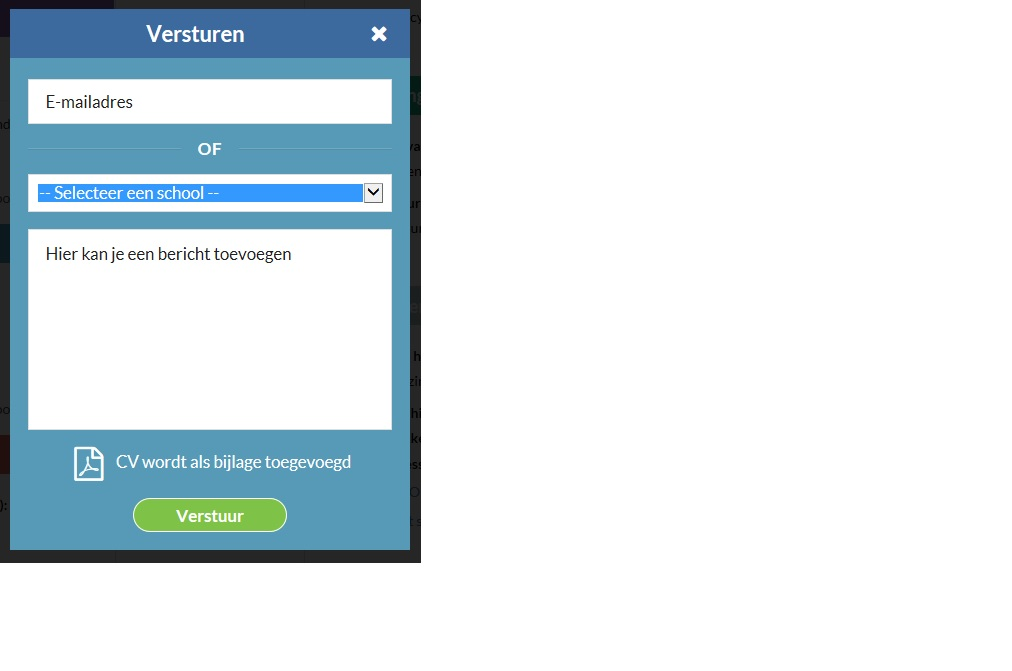 Versturen
E-mailadres
OF
-- Selecteer een school --
Hier kan je een bericht toevoegen
CV wordt als bijlage toegevoegd
Verstuur